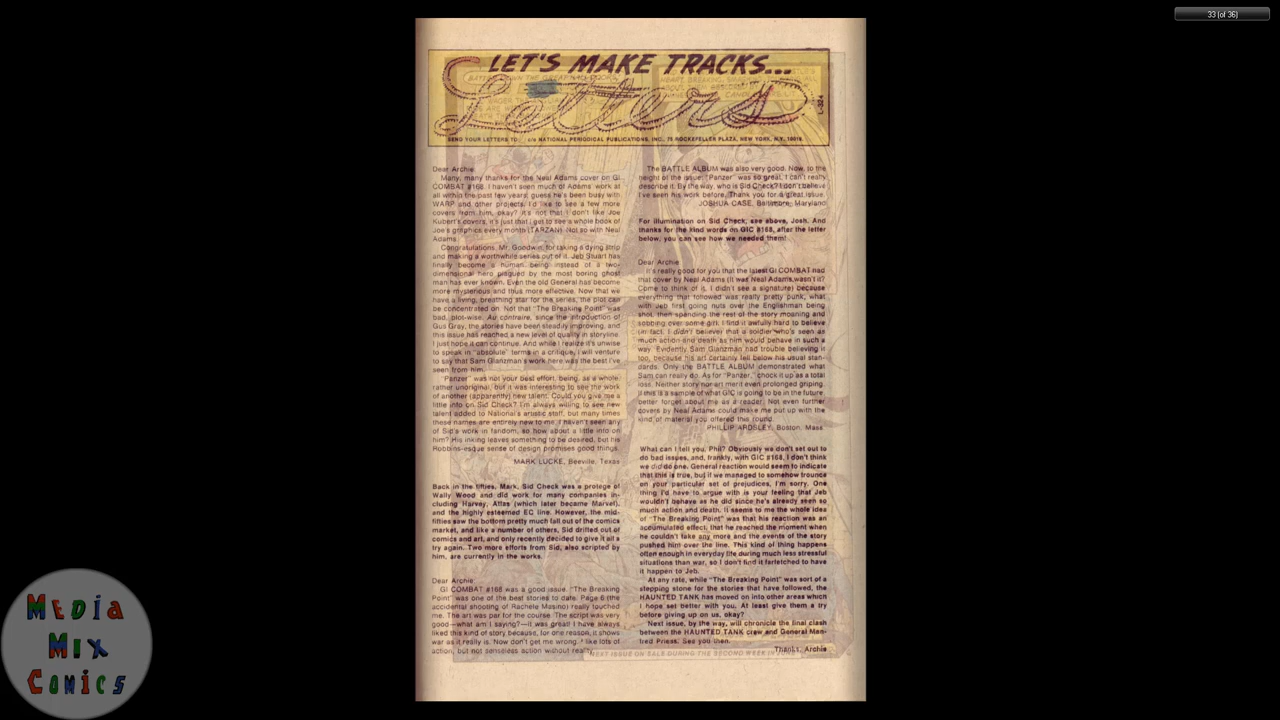 33 (of 36)
LET'S MAKE TRACKS...
Letters
SEND YOUR LETTERS TO: c/o NATIONAL PERIODICAL PUBLICATIONS, INC., 75 ROCKEFELLER PLAZA, NEW YORK, N.Y. 10019
Dear Archie
Many, many thanks for the Neal Adams cover on GI
COMBAT #168. I haven't seen much of Adams' work at
all within the past few years; guess he's been busy with
WARP and other projects. I'd like to see a few more
covers from him, okay? It's not that I don't like Joe
Kubert's covers, it's just that I get to see a whole book of
Joe's graphics every month (TARZAN). Not so with Neal
Adams.
Congratulations, Mr. Goodwin, for taking a dying strip
and making a worthwhile series out of it. Jeb Stuart has
finally become a human being instead of a two-
dimensional hero plagued by the most boring ghost
man has ever known. Even the old General has become
more mysterious and thus more effective. Now that we
have a living, breathing star for the series, the plot can
be concentrated on. Not that "The Breaking Point" was
bad, plot-wise. Au contraire, since the introduction of
Gus Gray, the stories have been steadily improving, and
this issue has reached a new level of quality in storyline.
I just hope it can continue. And while I realize it's unwise
to speak in "absolute" terms in a critique, I will venture
to say that Sam Glanzman's work here was the best I've
seen from him.
"Panzer" was not your best effort, being, as a whole,
rather unoriginal, but it was interesting to see the work
of another (apparently) new talent. Could you give me a
little info on Sid Check? I'm always willing to see new
talent added to National's artistic staff, but many times
these names are entirely new to me. I haven't seen any
of Sid's work in fandom, so how about a little info on
him? His inking leaves something to be desired, but his
Robbins-esque sense of design promises good things.
MARK LUCKE, Beeville, Texas
Back in the fifties, Mark, Sid Check was a protege of
Wally Wood and did work for many companies in-
cluding Harvey, Atlas (which later became Marvel),
and the highly esteemed EC line. However, the mid-
fifties saw the bottom pretty much fall out of the comics
market, and like a number of others, Sid drifted out of
comics and art, and only recently decided to give it all a
try again. Two more efforts from Sid, also scripted by
him, are currently in the works.
Dear Archie:
GI COMBAT #168 was a good issue. "The Breaking
Point" was one of the best stories to date. Page 6 (the
accidental shooting of Rachele Masino) really touched
me. The art was par for the course. The script was very
good—what am I saying?—it was great! I have always
liked this kind of story because, for one reason, it shows
war as it really is. Now don't get me wrong. I like lots of
action, but not senseless action without really.
The BATTLE ALBUM was also very good. Now, to the
height of the issue: "Panzer" was so great, I can't really
describe it. By the way, who is Sid Check? I don't believe
I've seen his work before. Thank you for a great issue.
JOSHUA CASE, Baltimore, Maryland
For illumination on Sid Check, see above, Josh. And
thanks for the kind words on GIC #168, after the letter
below, you can see how we needed them!
Dear Archie
It's really good for you that the latest GI COMBAT had
that cover by Neal Adams (it was Neal Adams, wasn't it?
Come to think of it, I didn't see a signature) because
everything that followed was really pretty punk, what
with Jeb first going nuts over the Englishman being
shot, then spending the rest of the story moaning and
sobbing over some girl. I find it awfully hard to believe
(in fact, I didn't believe) that a soldier who's seen as
much action and death as him would behave in such a
way. Evidently Sam Glanzman had trouble believing it
too, because his art certainly fell below his usual stan-
dards. Only the BATTLE ALBUM demonstrated what
Sam can really do. As for "Panzer," chock it up as a total
loss. Neither story nor art merit even prolonged griping.
If this is a sample of what GIC is going to be in the future,
better forget about me as a reader. Not even further
covers by Neal Adams could make me put up with the
kind of material you offered this round.
PHILLIP ARDSLEY, Boston, Mass.
What can I tell you, Phil? Obviously we don't set out to
do bad issues, and, frankly, with GIC #168, I don't think
we did do one. General reaction would seem to indicate
that this is true, but if we managed to somehow trounce
on your particular set of prejudices, I'm sorry. One
thing I'd have to argue with is your feeling that Jeb
wouldn't behave as he did since he's already seen so
much action and death. It seems to me the whole idea
of "The Breaking Point" was that his reaction was an
accumulated effect; that he reached the moment when
he couldn't take any more and the events of the story
pushed him over the line. This kind of thing happens
often enough in everyday life during much less stressful
situations than war, so I don't find it farfetched to have
it happen to Jeb.
At any rate, while "The Breaking Point" was sort of a
stepping stone for the stories that have followed, the
HAUNTED TANK has moved on into other areas which
I hope set better with you. At least give them a try
before giving up on us, okay?
Next issue, by the way, will chronicle the final clash
between the HAUNTED TANK crew and General Man-
fred Priess. See you then.
Thanks, Archie
NEXT ISSUE ON SALE DURING THE SECOND WEEK IN
MEDIA
MIX
COMICS